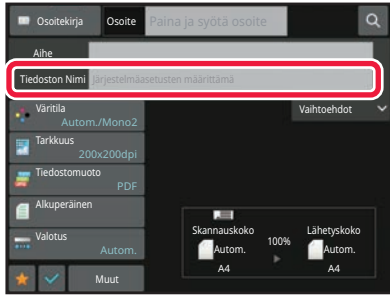 Osoitekirja Osoite Paina ja syötä osoite
Aihe
Tiedoston Nimi Järjestelmäasetusten määrittämä
Väritila
Autom./Mono2
Vaihtoehdot
Tarkkuus
200x200dpi
Tiedostomuoto
PDF
Alkuperäinen
Valotus
Autom.
Skannauskoko
Autom.
A4
100%
Lähetyskoko
Autom.
A4
Muut